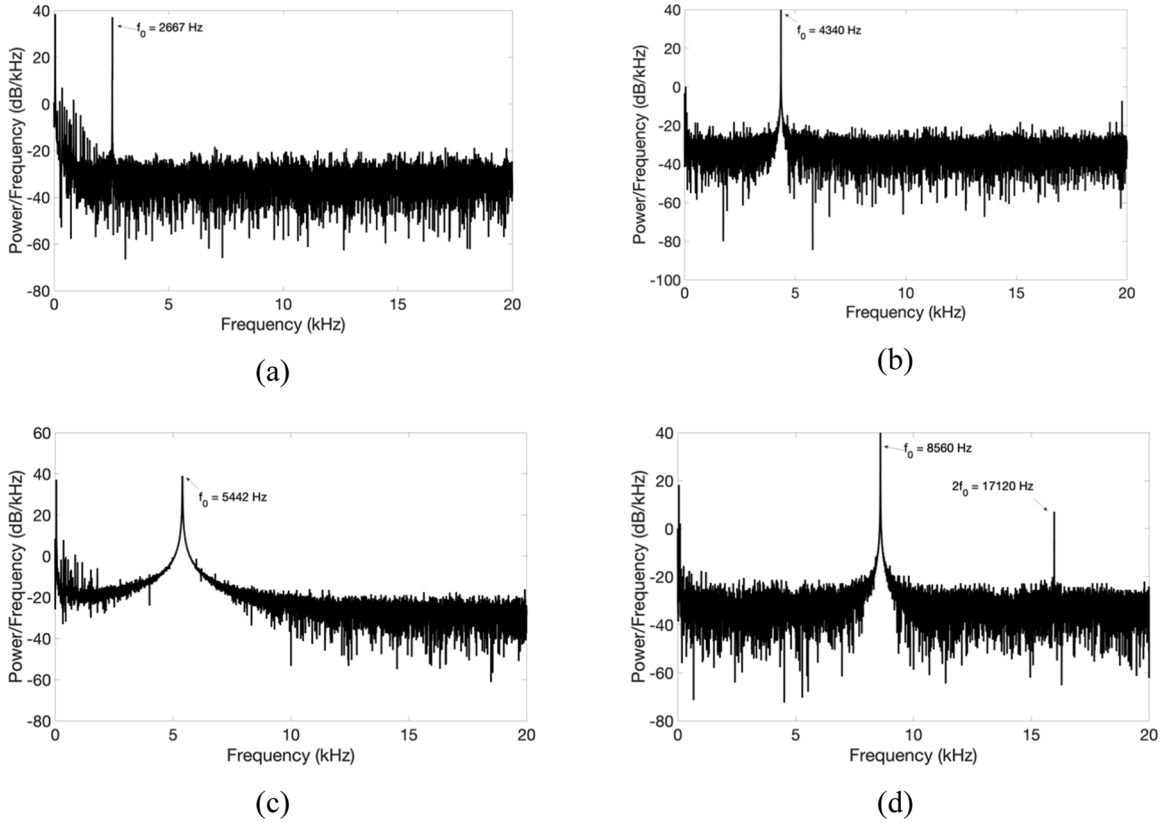 40
20
0
-20
-40
-60
-80
0
5
10
15
20
Power/Frequency (dB/kHz)
Frequency (kHz)
f0 = 2667 Hz
(a)
40
20
0
-20
-40
-60
-80
-100
0
5
10
15
20
Power/Frequency (dB/kHz)
Frequency (kHz)
f0 = 4340 Hz
(b)
60
40
20
0
-20
-40
-60
-80
0
5
10
15
20
Power/Frequency (dB/kHz)
Frequency (kHz)
f0 = 5442 Hz
(c)
40
20
0
-20
-40
-60
-80
0
5
10
15
20
Power/Frequency (dB/kHz)
Frequency (kHz)
f0 = 8560 Hz
2f0 = 17120 Hz
(d)